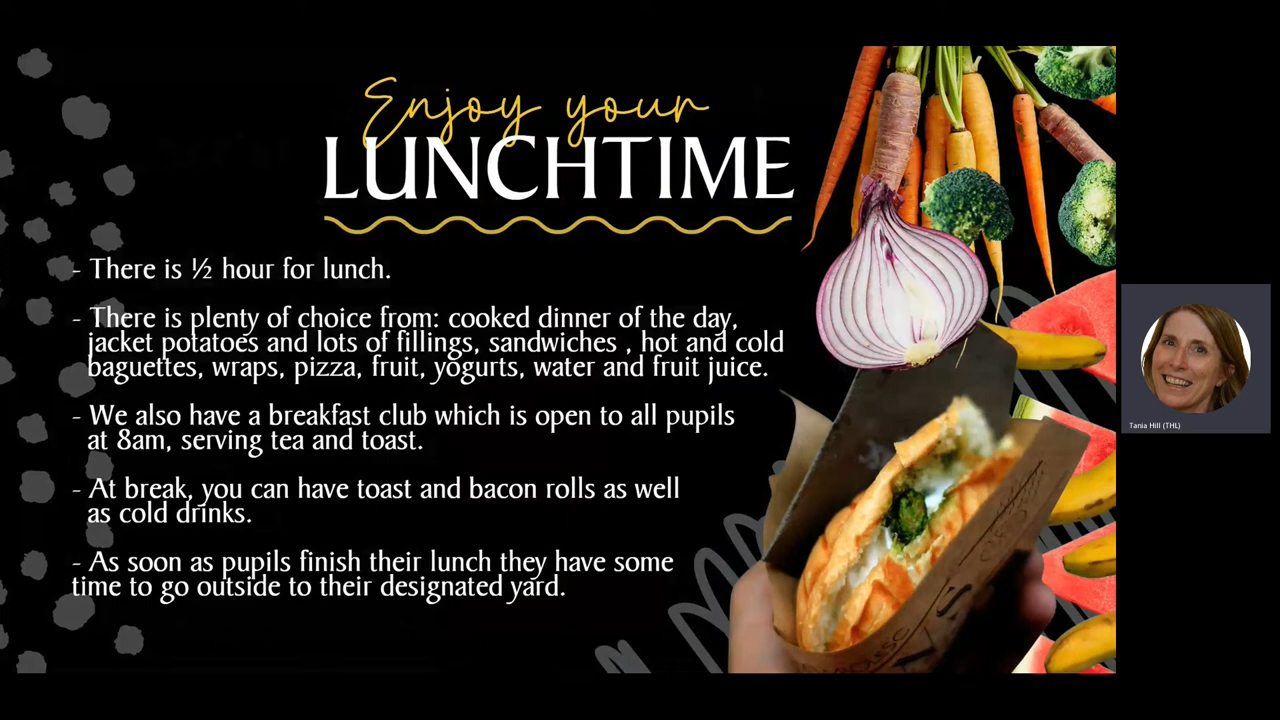 Enjoy your
LUNCHTIME
- There is ½ hour for lunch.
- There is plenty of choice from: cooked dinner of the day,
jacket potatoes and lots of fillings, sandwiches , hot and cold
baguettes, wraps, pizza, fruit, yogurts, water and fruit juice.
- We also have a breakfast club which is open to all pupils
at 8am, serving tea and toast.
- At break, you can have toast and bacon rolls as well
as cold drinks.
- As soon as pupils finish their lunch they have some
time to go outside to their designated yard.
Tania Hill (THL)